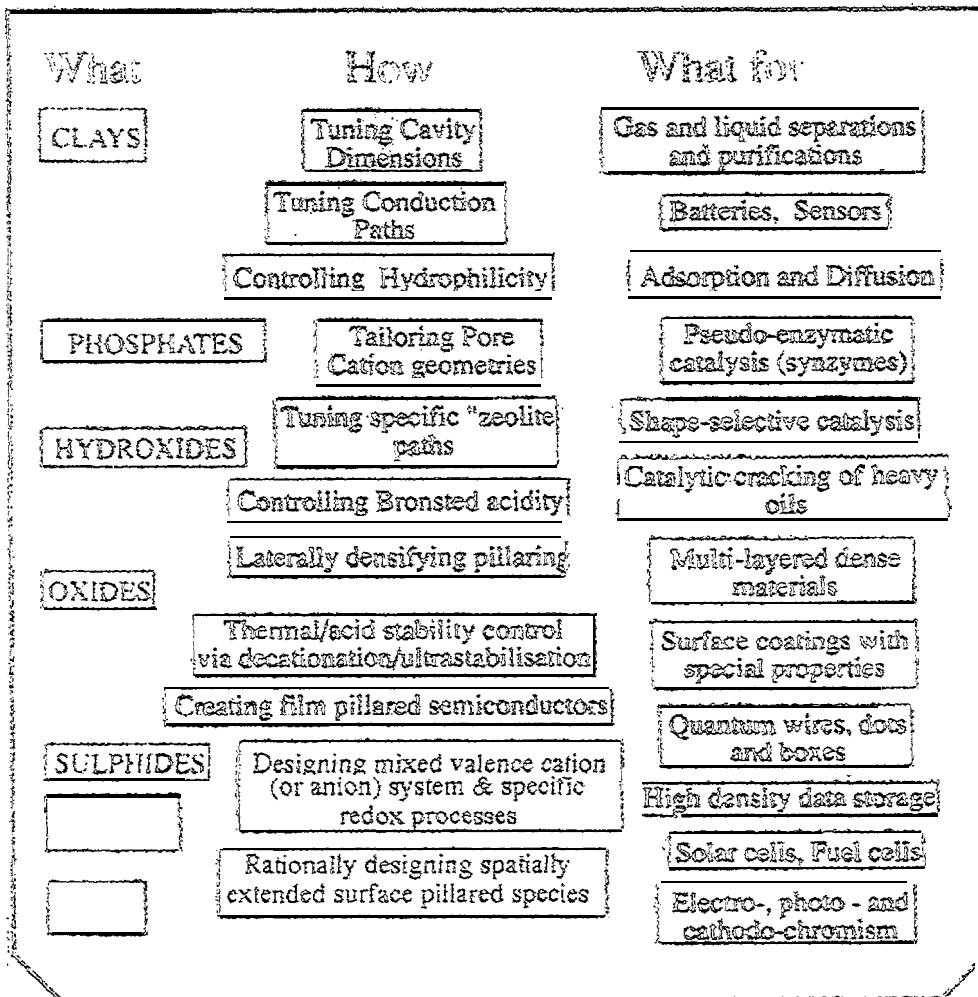 What
How
What for
CLAYS
Tuning Cavity
Dimensions
Gas and liquid separations
and purifications
Tuning Conduction
Paths
Batteries, Sensors
Controlling Hydrophilicity
Adsorption and Diffusion
PHOSPHATES
Tailoring Pore
Cation geometries
Pseudo-enzymatic
catalysis (synzymes)
HYDROXIDES
Tuning specific "zeolite
paths
Shape-selective catalysis
Controlling Bronsted acidity
Catalytic cracking of heavy
oils
OXIDES
Laterally densifying pillaring
Multi-layered dense
materials
Thermal/acid stability control
via decationation/ultrastabilisation
Surface coatings with
special properties
Creating film pillared semiconductors
Quantum wires, dots
and boxes
SULPHIDES
Designing mixed valence cation
(or anion) system & specific
redox processes
High density data storage
Solar cells, Fuel cells
Rationally designing spatially
extended surface pillared species
Electro-, photo - and
cathodo-chromism